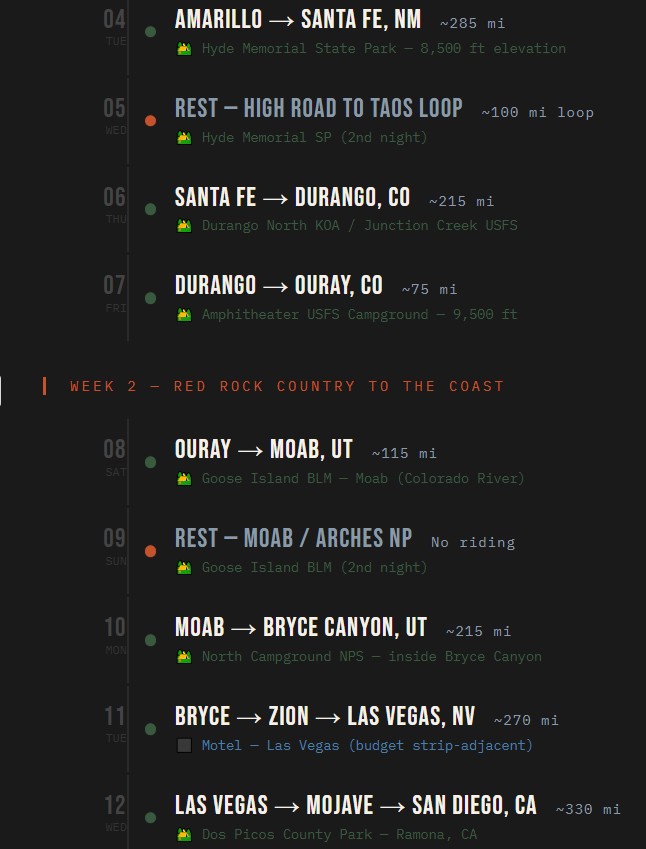 04
TUE
AMARILLO → SANTA FE, NM ~285 mi
Hyde Memorial State Park — 8,500 ft elevation
05
WED
REST — HIGH ROAD TO TAOS LOOP ~100 mi loop
Hyde Memorial SP (2nd night)
06
THU
SANTA FE → DURANGO, CO ~215 mi
Durango North KOA / Junction Creek USFS
07
FRI
DURANGO → OURAY, CO ~75 mi
Amphitheater USFS Campground — 9,500 ft
WEEK 2 — RED ROCK COUNTRY TO THE COAST
08
SAT
OURAY → MOAB, UT ~115 mi
Goose Island BLM — Moab (Colorado River)
09
SUN
REST — MOAB / ARCHES NP No riding
Goose Island BLM (2nd night)
10
MON
MOAB → BRYCE CANYON, UT ~215 mi
North Campground NPS — inside Bryce Canyon
11
TUE
BRYCE → ZION → LAS VEGAS, NV ~270 mi
Motel — Las Vegas (budget strip-adjacent)
12
WED
LAS VEGAS → MOJAVE → SAN DIEGO, CA ~330 mi
Dos Picos County Park — Ramona, CA